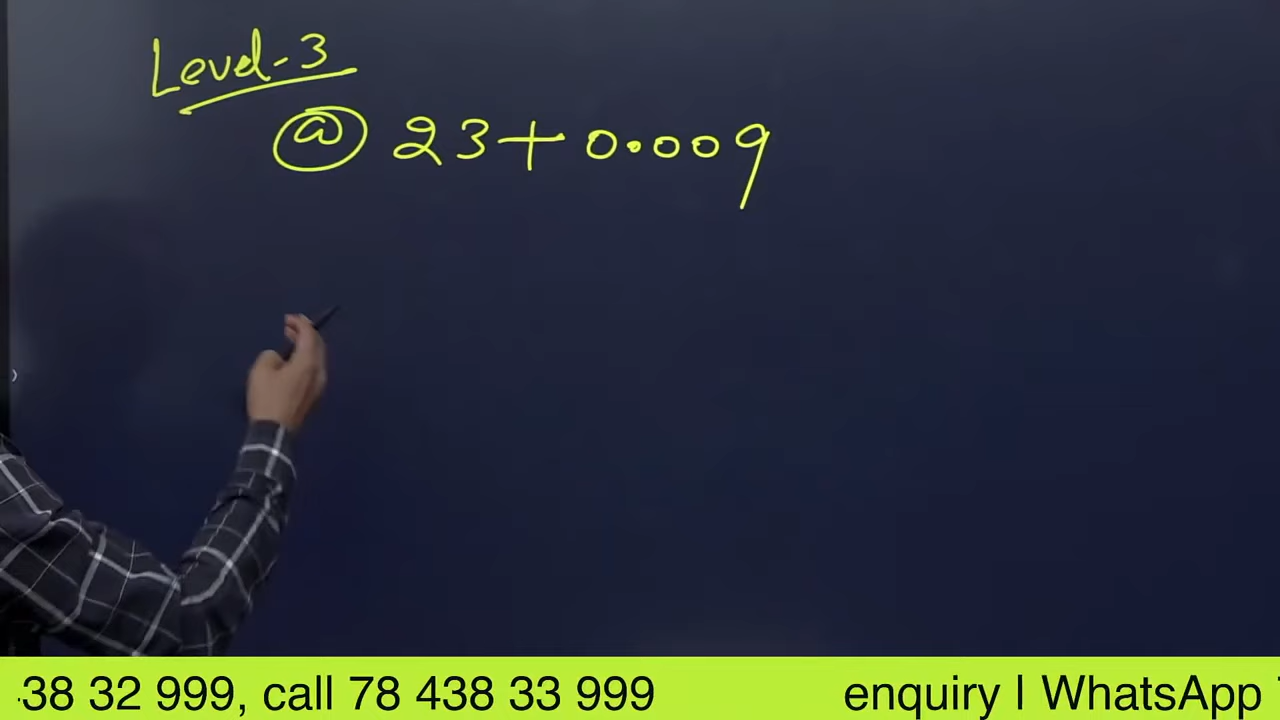 Level-3
ⓐ 23+0.009
38 32 999, call 78 438 33 999 enquiry | WhatsApp